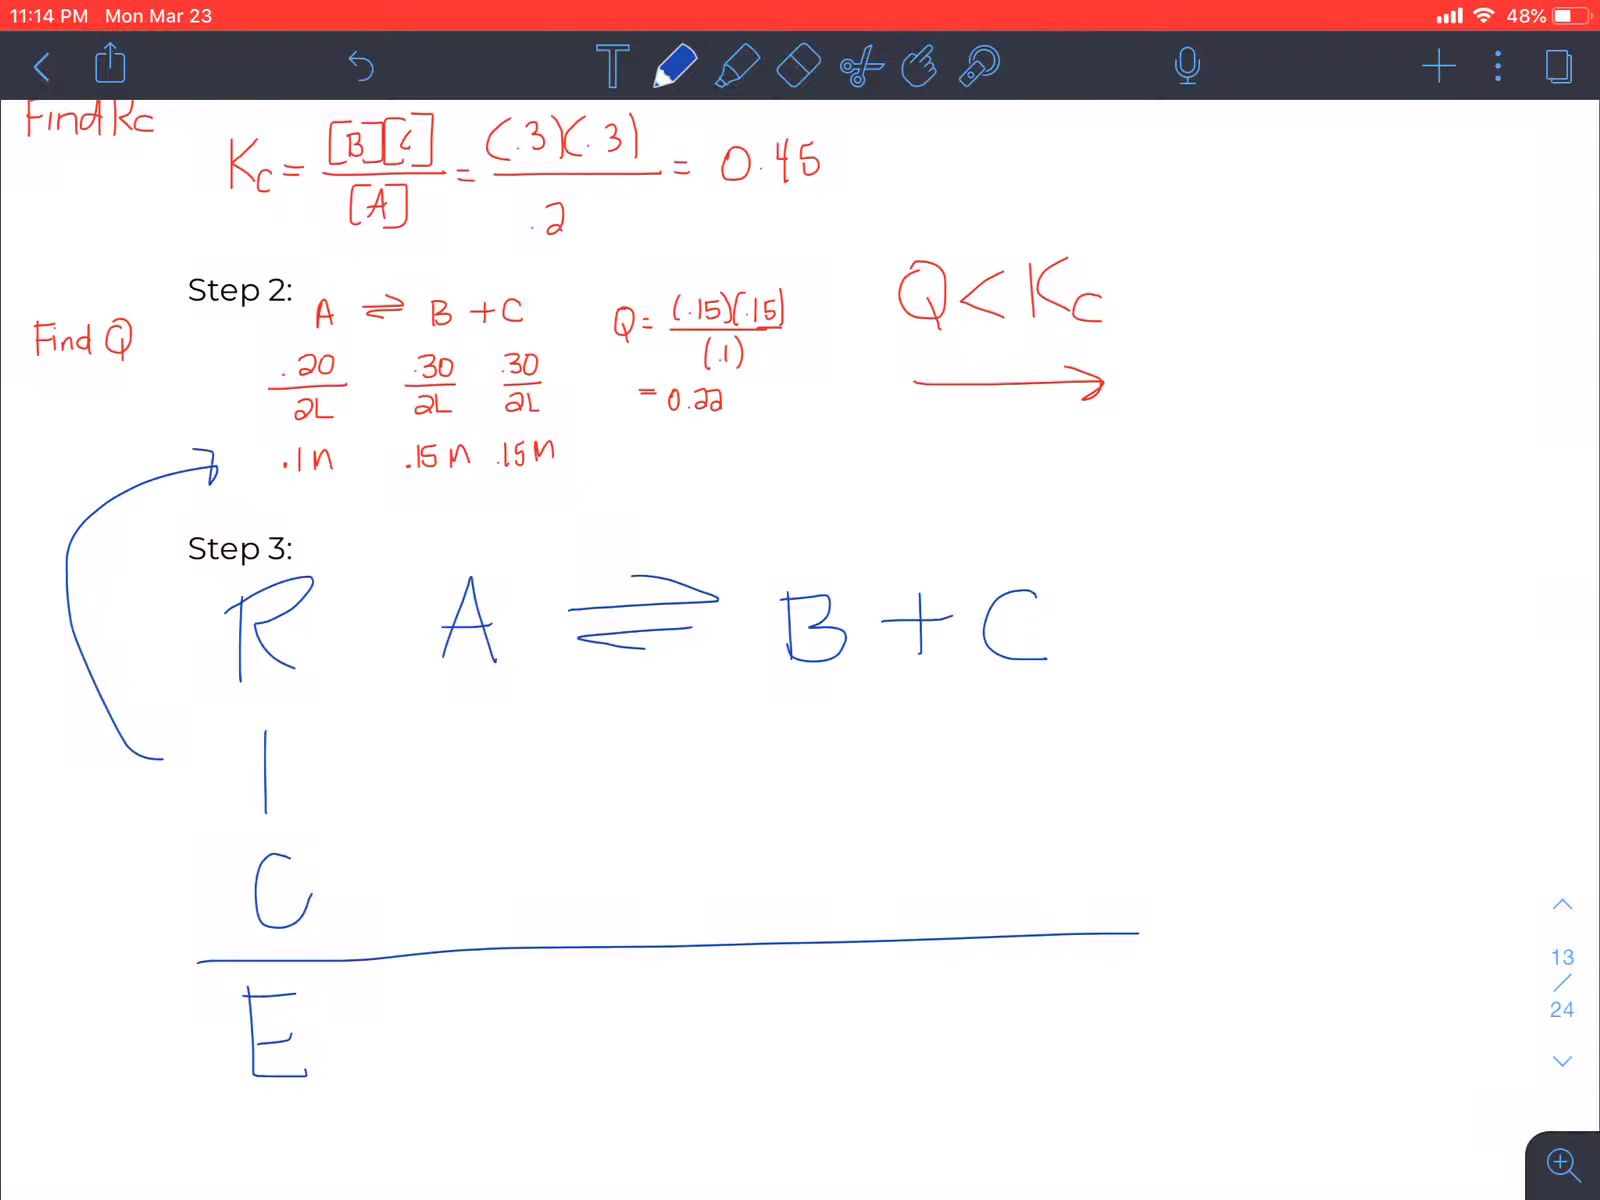 11:14 PM Mon Mar 23 48%
Find Kc
Kc = [B][C] / [A] = (.3)(.3) / .2 = 0.45
Step 2:
Find Q
A ⇌ B + C
.20 / 2L .30 / 2L .30 / 2L
.1M .15M .15M
Q = (.15)(.15) / (.1)
= 0.22
Q < Kc
→
Step 3:
R A ⇌ B + C
I
C
E
13 / 24